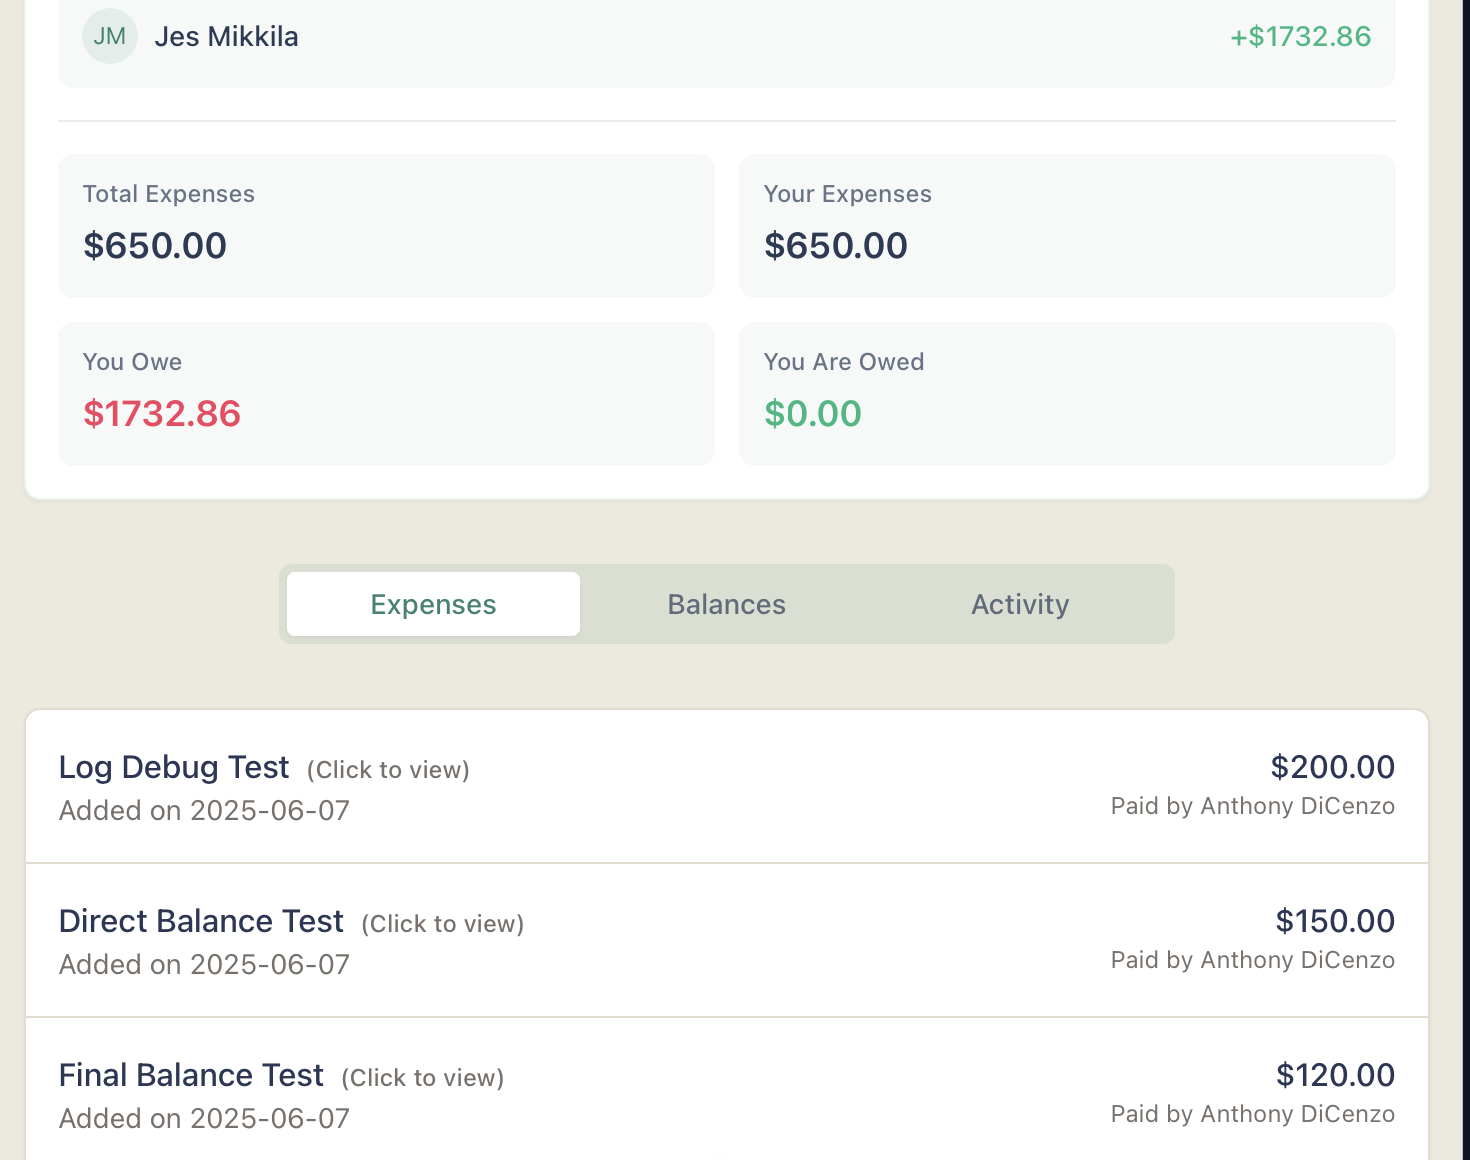 JM Jes Mikkila +$1732.86
Total Expenses Your Expenses
$650.00 $650.00
You Owe You Are Owed
$1732.86 $0.00
Expenses Balances Activity
Log Debug Test (Click to view) $200.00
Added on 2025-06-07 Paid by Anthony DiCenzo
Direct Balance Test (Click to view) $150.00
Added on 2025-06-07 Paid by Anthony DiCenzo
Final Balance Test (Click to view) $120.00
Added on 2025-06-07 Paid by Anthony DiCenzo